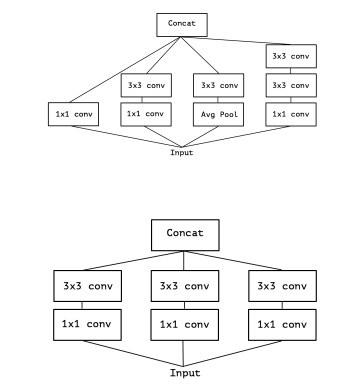 Concat
3x3 conv
3x3 conv
3x3 conv
3x3 conv
1x1 conv
1x1 conv
Avg Pool
1x1 conv
Input
Concat
3x3 conv
3x3 conv
3x3 conv
1x1 conv
1x1 conv
1x1 conv
Input